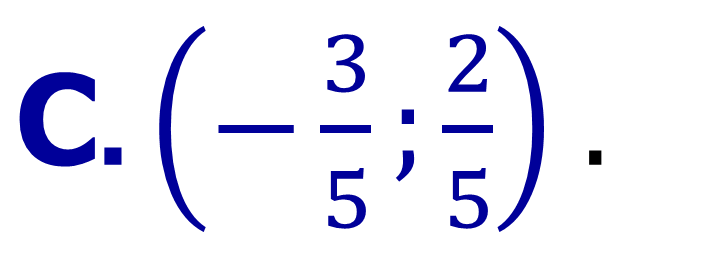 C. (−3/5; 2/5) .